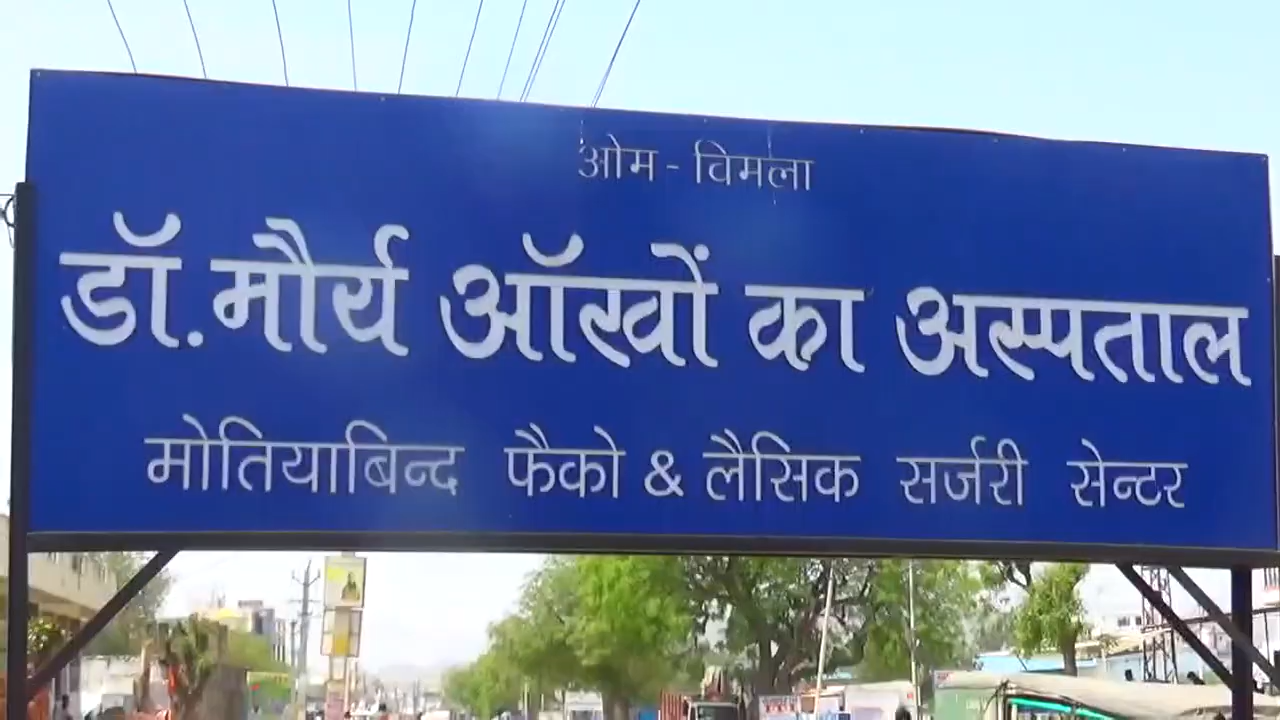 ओम - विमला
डॉ. मौर्य ऑखों का अस्पताल
मोतियाबिन्द फैको & लैसिक सर्जरी सेन्टर